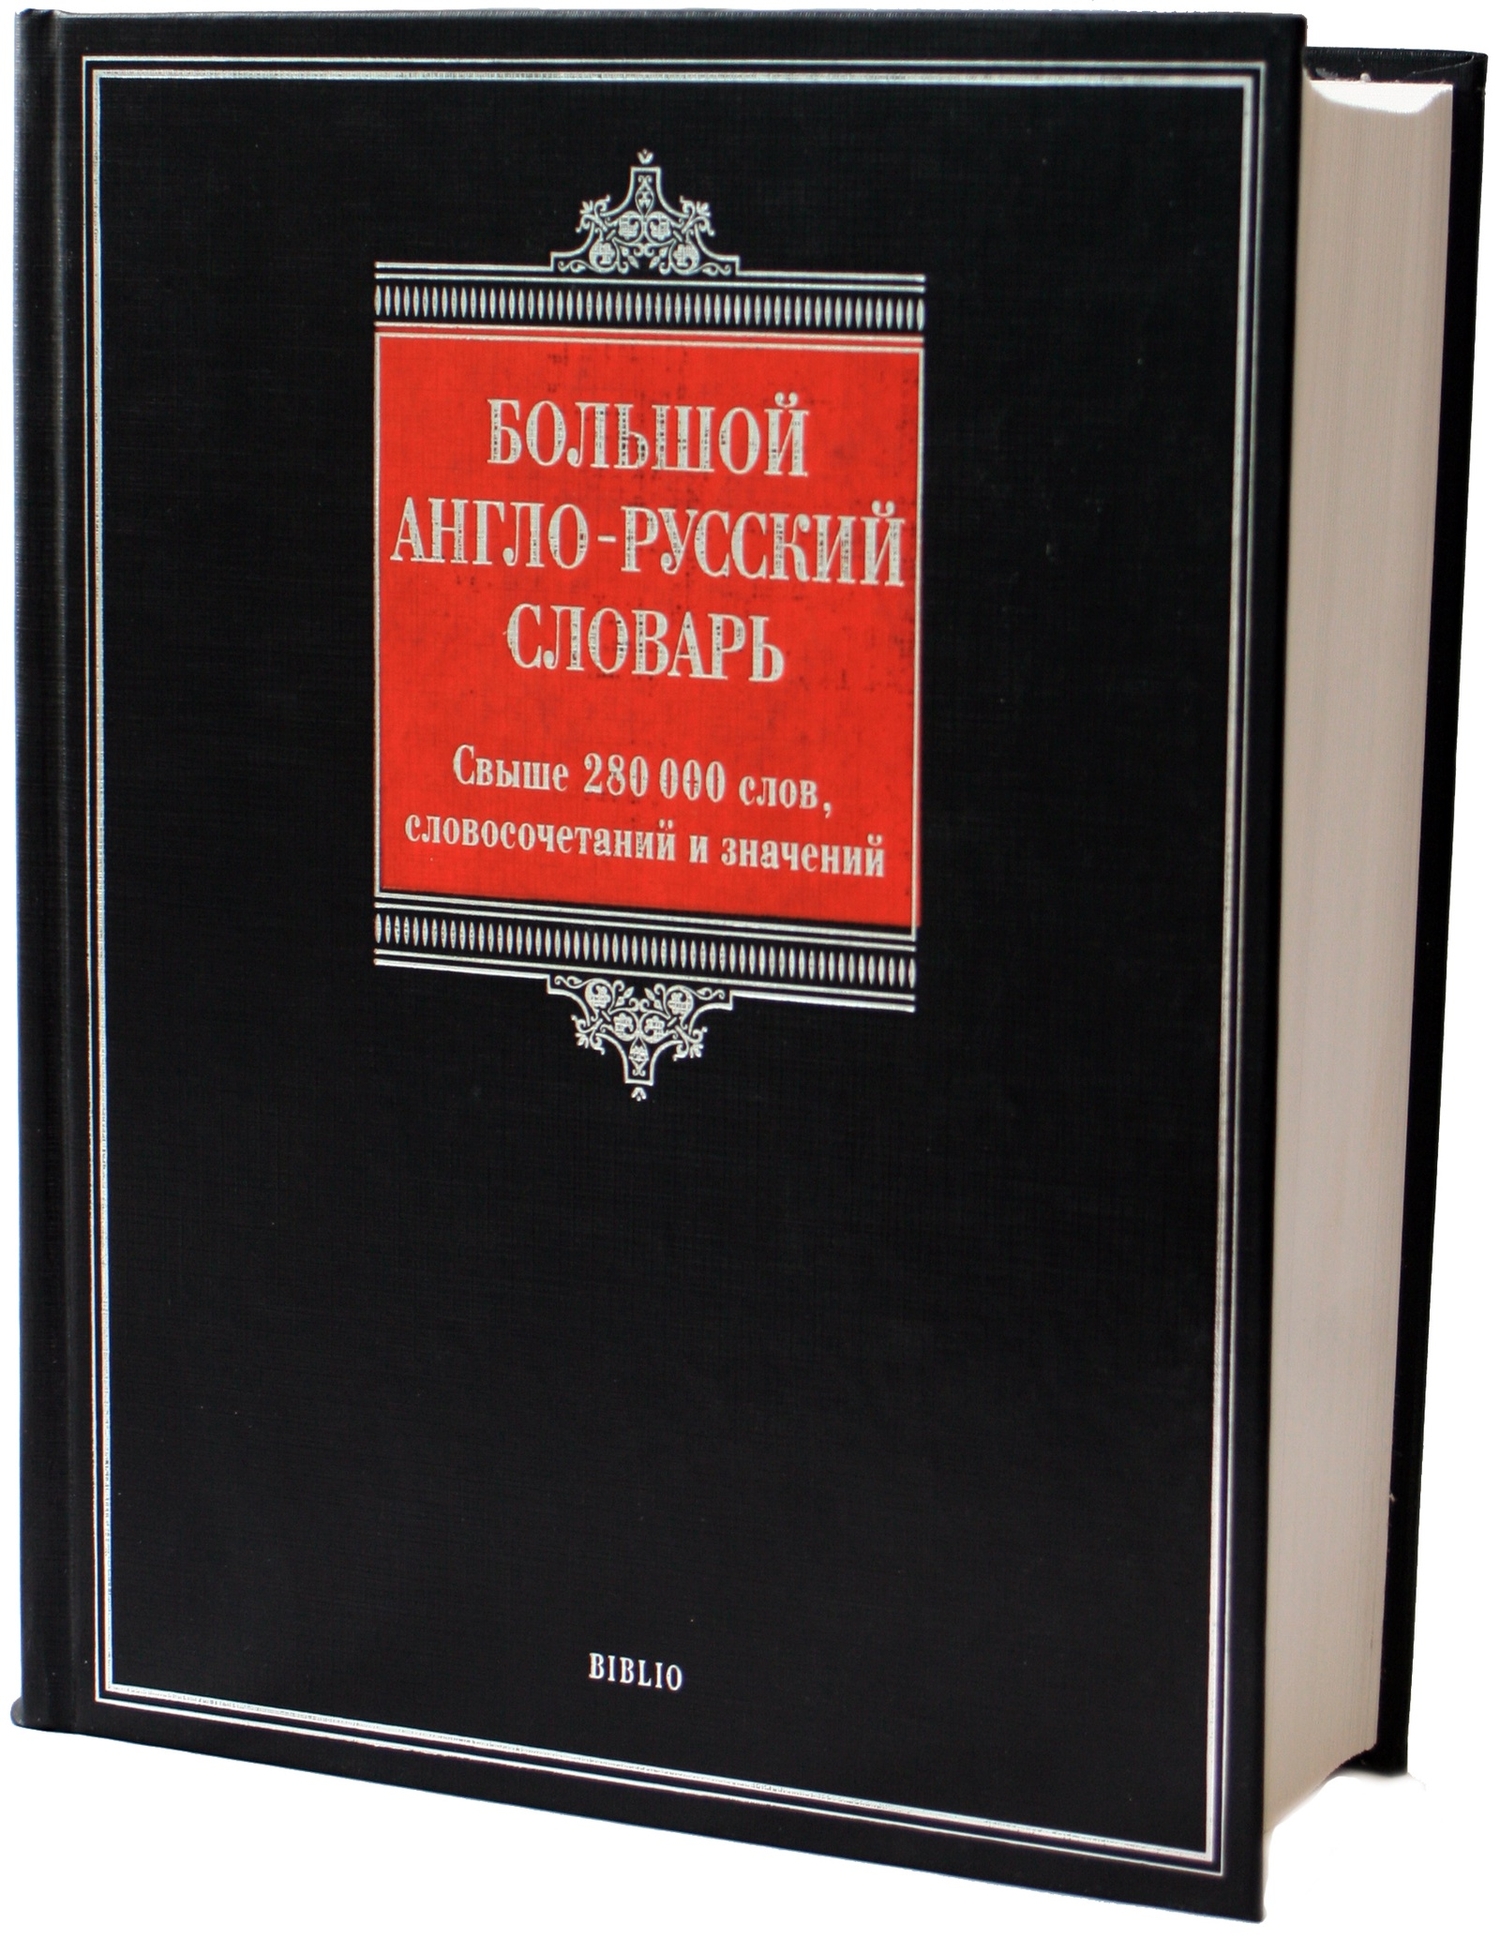 БОЛЬШОЙ
АНГЛО-РУССКИЙ
СЛОВАРЬ
Свыше 280 000 слов,
словосочетаний и значений
BIBLIO